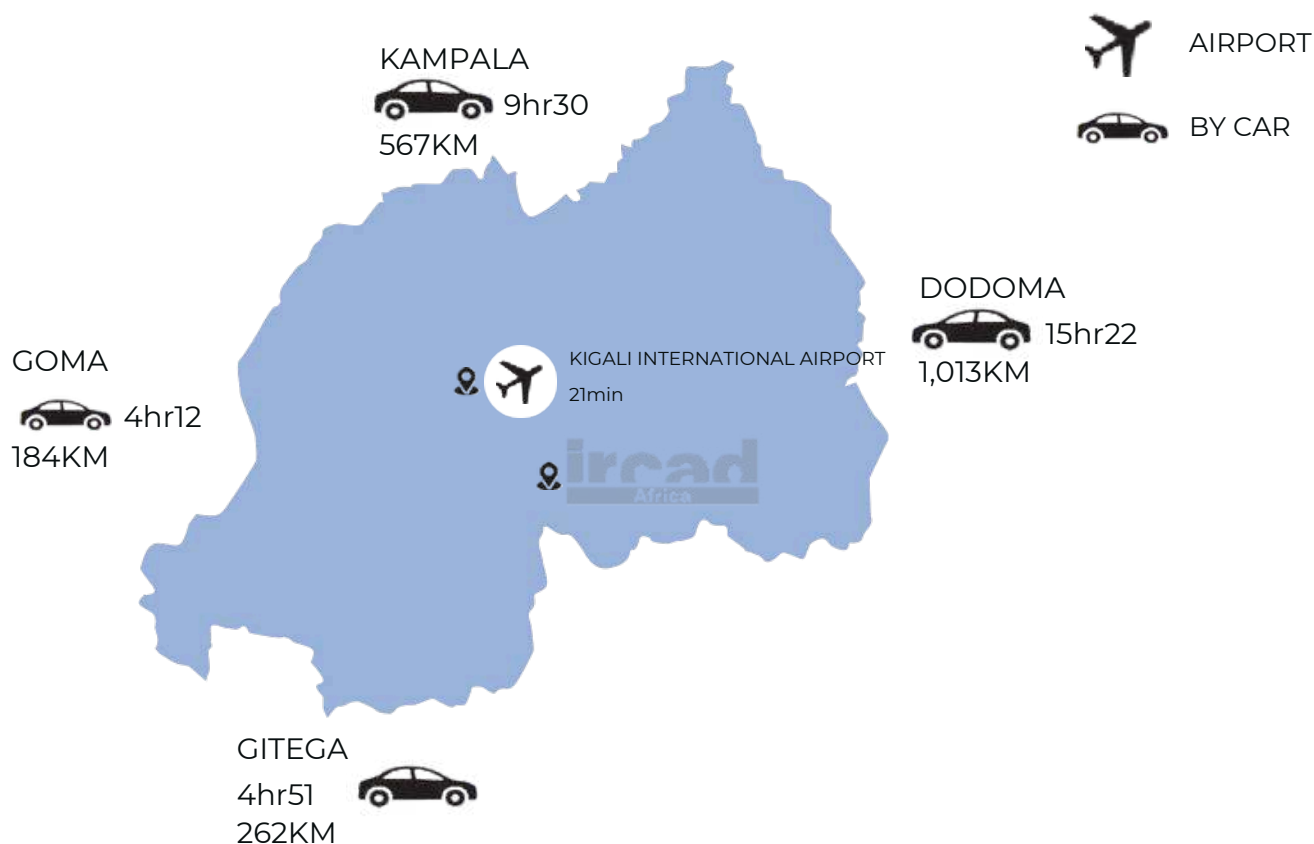 AIRPORT
BY CAR
KAMPALA
9hr30
567KM
DODOMA
15hr22
1,013KM
GOMA
4hr12
184KM
KIGALI INTERNATIONAL AIRPORT
21min
ircad
Africa
GITEGA
4hr51
262KM